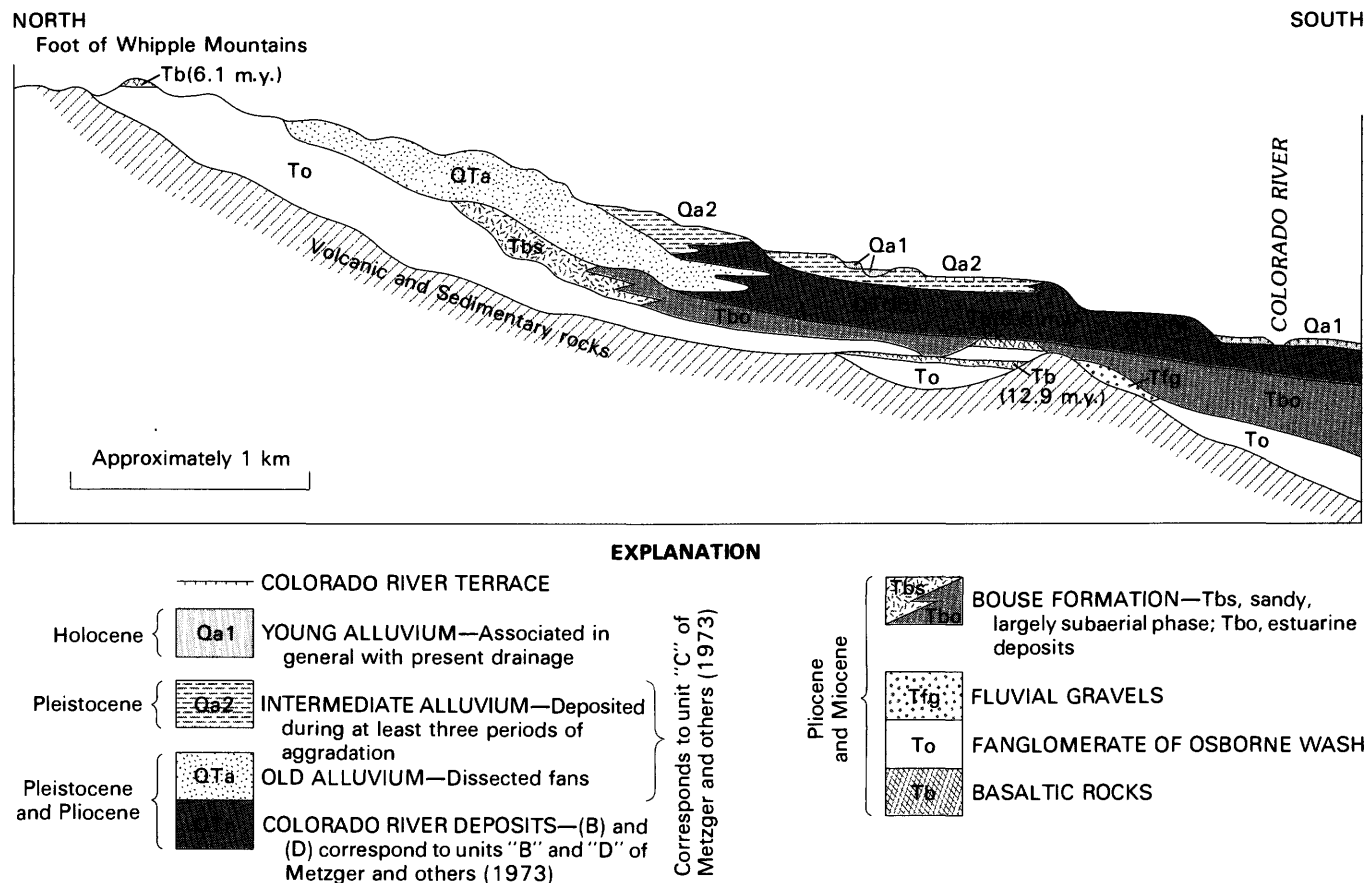 NORTH
SOUTH
Foot of Whipple Mountains
Tb(6.1 m.y.)
To
QTa
Qa2
Qa1
Qa2
Tbs
Tbo
Volcanic and Sedimentary rocks
COLORADO RIVER
Qa1
To
Tb
(12.9 m.y.)
Tfg
Tbo
To
Approximately 1 km
EXPLANATION
COLORADO RIVER TERRACE
Holocene
Qa1
YOUNG ALLUVIUM—Associated in
general with present drainage
Pleistocene
Qa2
INTERMEDIATE ALLUVIUM—Deposited
during at least three periods of
aggradation
Pleistocene
and Pliocene
QTa
OLD ALLUVIUM—Dissected fans
COLORADO RIVER DEPOSITS—(B) and
(D) correspond to units "B" and "D" of
Metzger and others (1973)
Corresponds to unit "C" of
Metzger and others (1973)
Pliocene
and Miocene
Tbs
Tbo
BOUSE FORMATION—Tbs, sandy,
largely subaerial phase; Tbo, estuarine
deposits
Tfg
FLUVIAL GRAVELS
To
FANGLOMERATE OF OSBORNE WASH
Tb
BASALTIC ROCKS